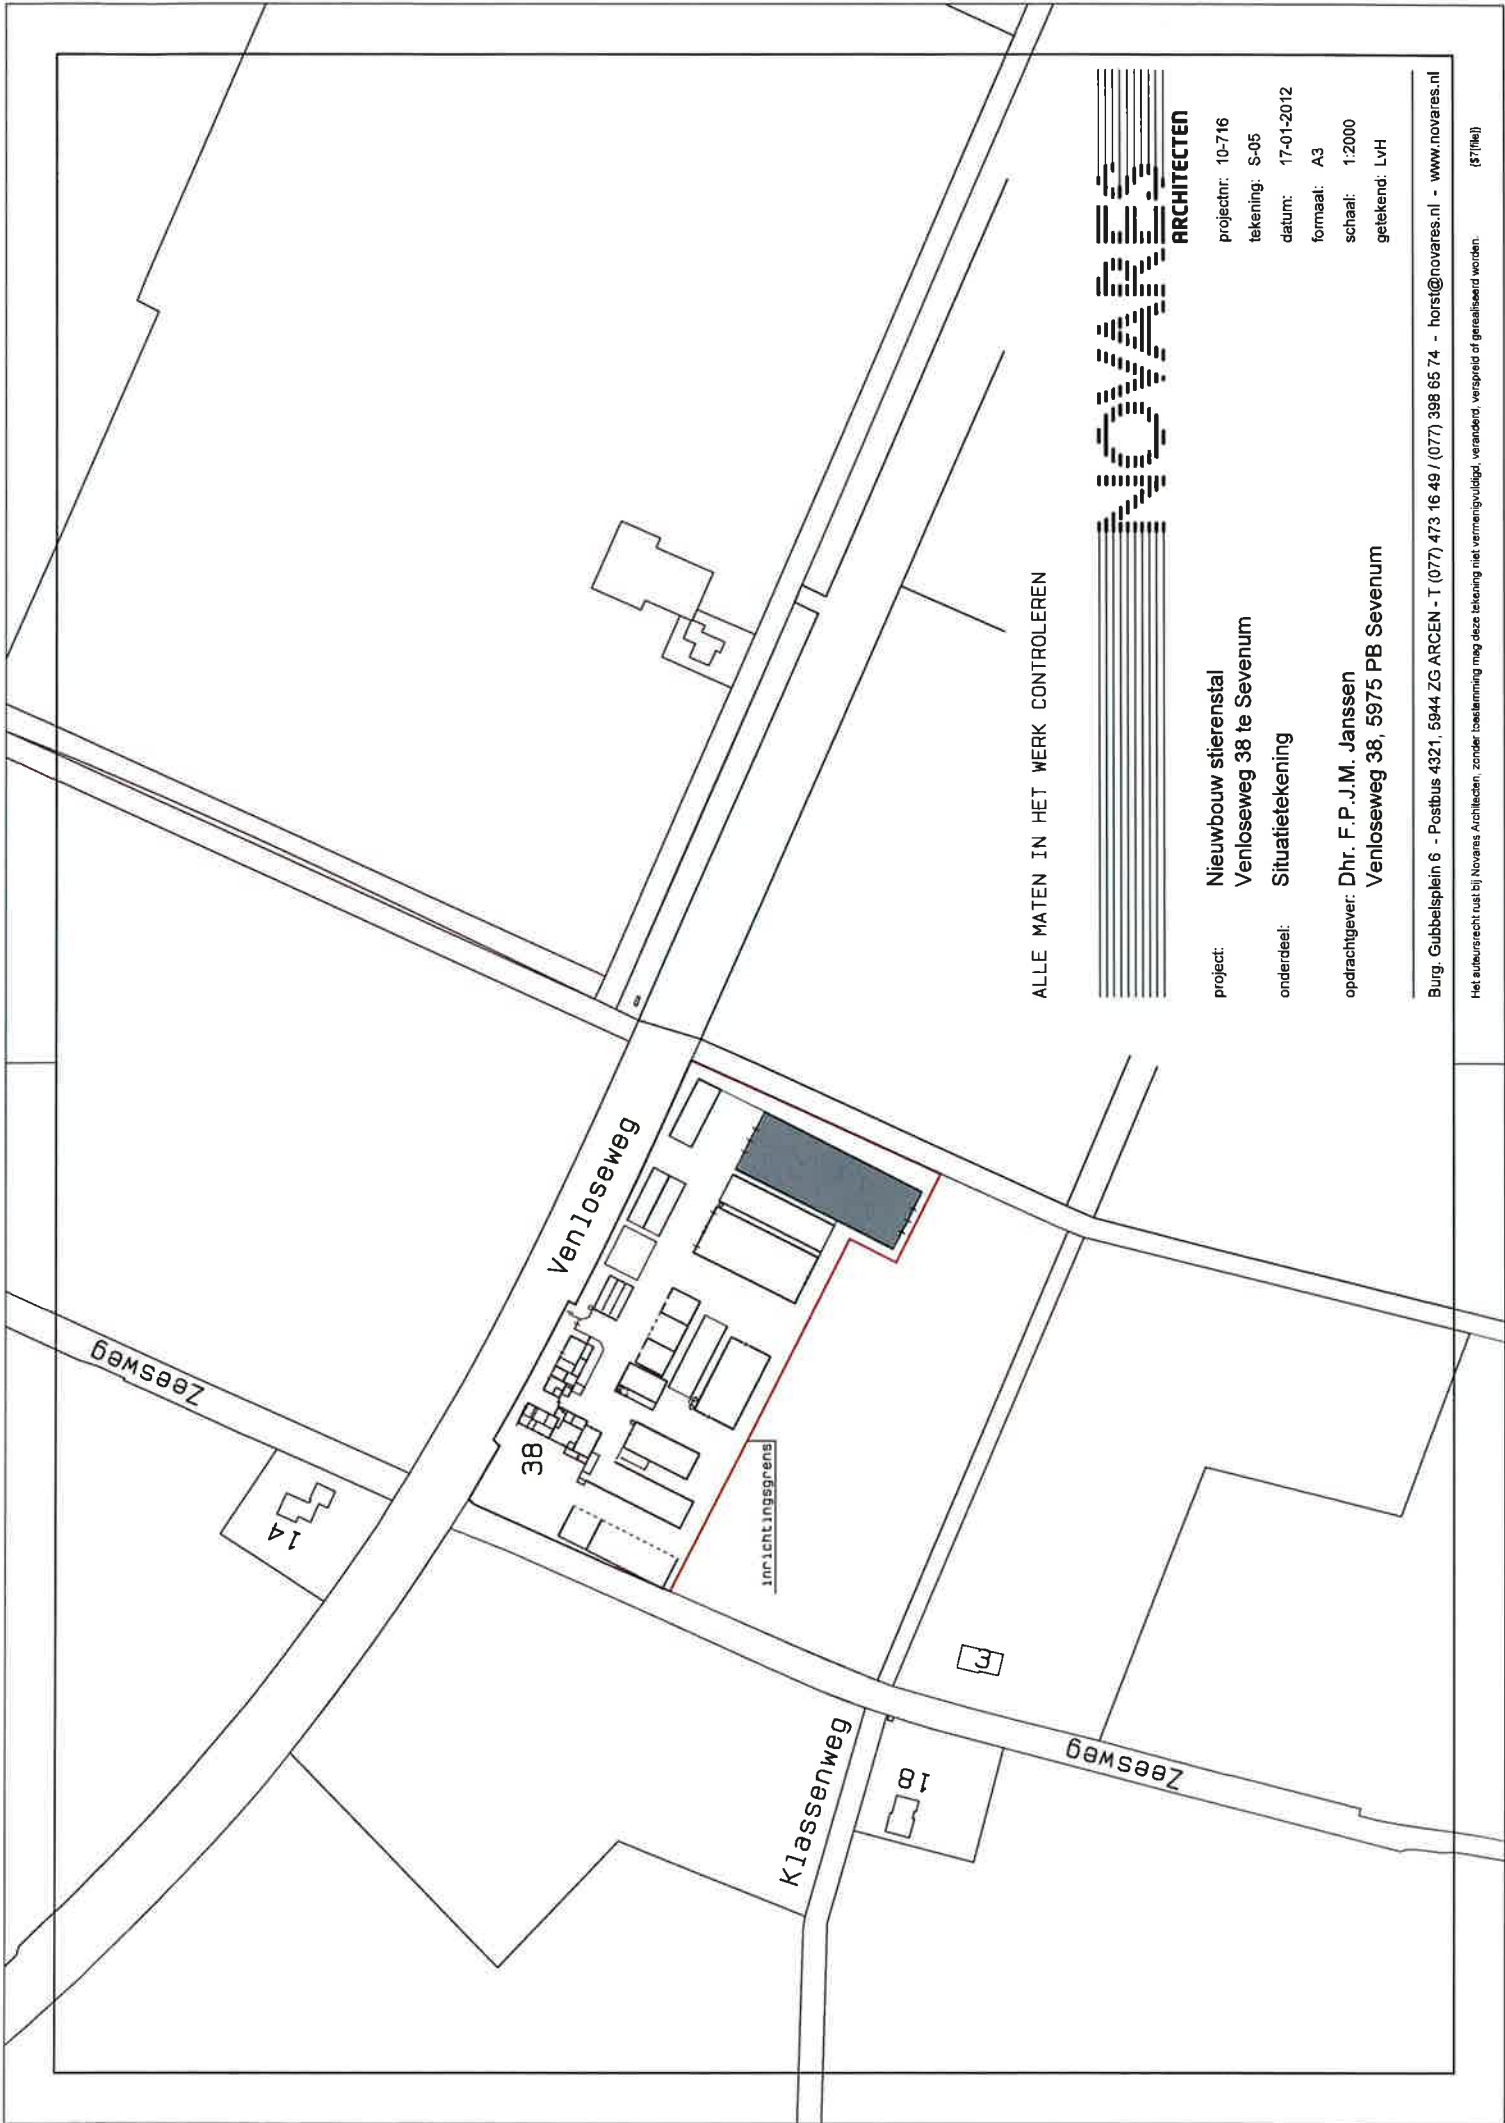 Zeesweg
14
Venloseweg
38
inrichtingsgrens
Klassenweg
3
18
Zeesweg
ALLE MATEN IN HET WERK CONTROLEREN
NOVARES
ARCHITECTEN
project: Nieuwbouw stierenstal
Venloseweg 38 te Sevenum
onderdeel: Situatietekening
opdrachtgever: Dhr. F.P.J.M. Janssen
Venloseweg 38, 5975 PB Sevenum
projectnr: 10-716
tekening: S-05
datum: 17-01-2012
formaat: A3
schaal: 1:2000
getekend: LvH
Burg. Gubbelsplein 6 - Postbus 4321, 5944 ZG ARCEN - T (077) 473 16 49 / (077) 398 65 74 - horst@novares.nl - www.novares.nl
Het auteursrecht rust bij Novares Architecten, zonder toestemming mag deze tekening niet vermenigvuldigd, veranderd, verspreid of gerealiseerd worden. {$7[file]}